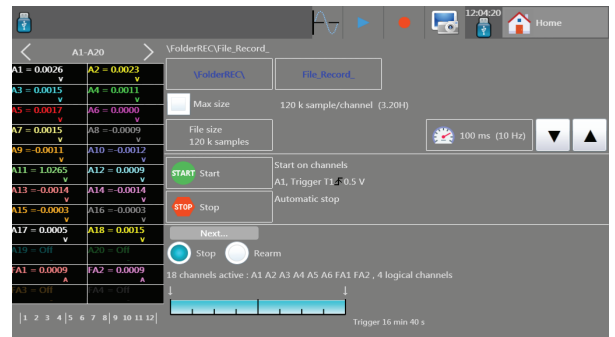 12:04:20
Home
A1-A20
\FolderREC\File_Record_
A1 = 0.0026 V
A2 = 0.0023 V
\FolderREC\
File_Record_
A3 = 0.0015 V
A4 = 0.0011 V
Max size
120 k sample/channel (3.20H)
A5 = 0.0017 V
A6 = 0.0000 V
A7 = 0.0015 V
A8 =-0.0009 V
File size
120 k samples
100 ms (10 Hz)
A9 =-0.0011 V
A10 =-0.0012 V
A11 = 1.0265 V
A12 = 0.0009 V
START Start
Start on channels
A1, Trigger T1 0.5 V
A13 =-0.0014 V
A14 =-0.0014 V
A15 =-0.0003 V
A16 =-0.0003 V
STOP Stop
Automatic stop
A17 = 0.0005 V
A18 = 0.0015 V
Next...
A19 = Off
A20 = Off
Stop
Rearm
FA1 = 0.0009 A
FA2 = 0.0009 A
18 channels active : A1 A2 A3 A4 A5 A6 FA1 FA2 , 4 logical channels
FA3 = Off
FA4 = Off
1 2 3 4 5 6 7 8 9 10 11 12
Trigger 16 min 40 s